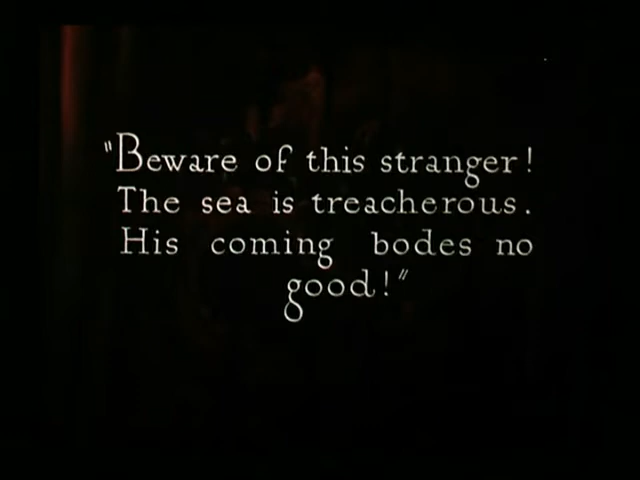 "Beware of this stranger!
The sea is treacherous.
His coming bodes no
good!"